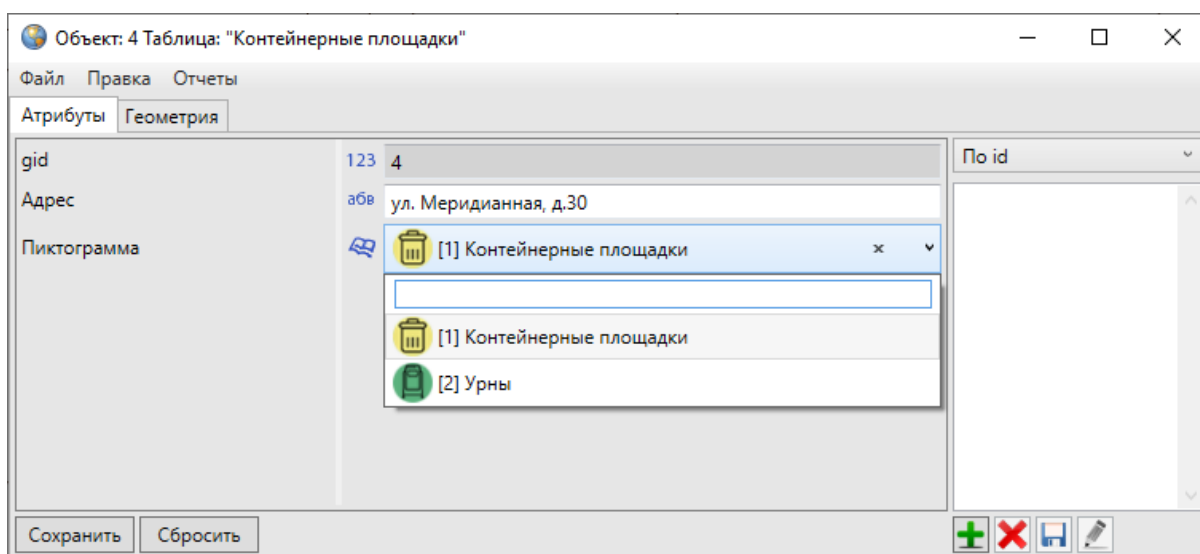 Объект: 4 Таблица: "Контейнерные площадки"
Файл Правка Отчеты
Атрибуты Геометрия
gid 123 4
По id
Адрес абв ул. Меридианная, д.30
Пиктограмма [1] Контейнерные площадки
[1] Контейнерные площадки
[2] Урны
Сохранить Сбросить